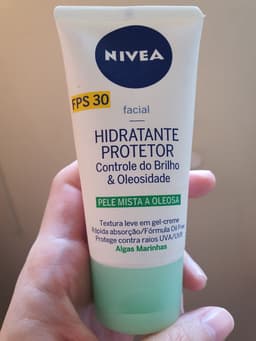 NIVEA
FPS 30
facial
HIDRATANTE
PROTETOR
Controle do Brilho
& Oleosidade
PELE MISTA A OLEOSA
Textura leve em gel-creme
Rápida absorção/Fórmula Oil Free
Protege contra raios UVA/UVB
Algas Marinhas